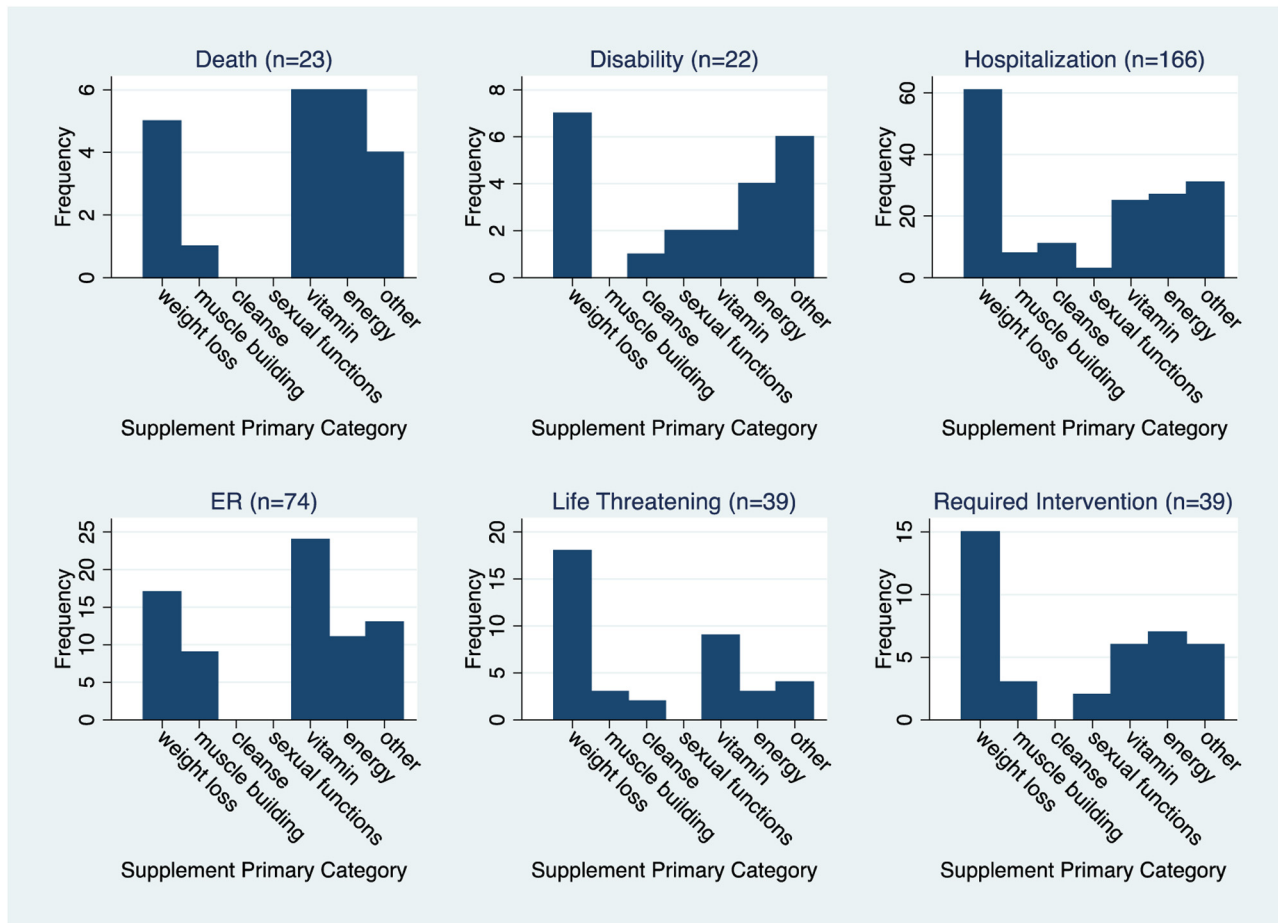 Death (n=23)
Frequency
0
2
4
6
weight loss
muscle building
cleanse
sexual functions
vitamin
energy
other
Supplement Primary Category
Disability (n=22)
Frequency
0
2
4
6
8
weight loss
muscle building
cleanse
sexual functions
vitamin
energy
other
Supplement Primary Category
Hospitalization (n=166)
Frequency
0
20
40
60
weight loss
muscle building
cleanse
sexual functions
vitamin
energy
other
Supplement Primary Category
ER (n=74)
Frequency
0
5
10
15
20
25
weight loss
muscle building
cleanse
sexual functions
vitamin
energy
other
Supplement Primary Category
Life Threatening (n=39)
Frequency
0
5
10
15
20
weight loss
muscle building
cleanse
sexual functions
vitamin
energy
other
Supplement Primary Category
Required Intervention (n=39)
Frequency
0
5
10
15
weight loss
muscle building
cleanse
sexual functions
vitamin
energy
other
Supplement Primary Category